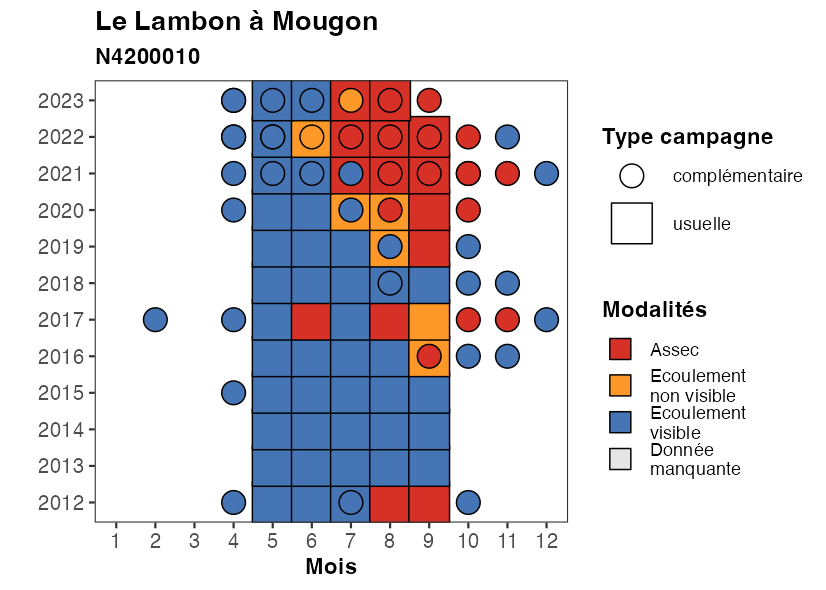 Le Lambon à Mougon
N4200010
2023
2022
2021
2020
2019
2018
2017
2016
2015
2014
2013
2012
1 2 3 4 5 6 7 8 9 10 11 12
Mois
Type campagne
complémentaire
usuelle
Modalités
Assec
Ecoulement
non visible
Ecoulement
visible
Donnée
manquante